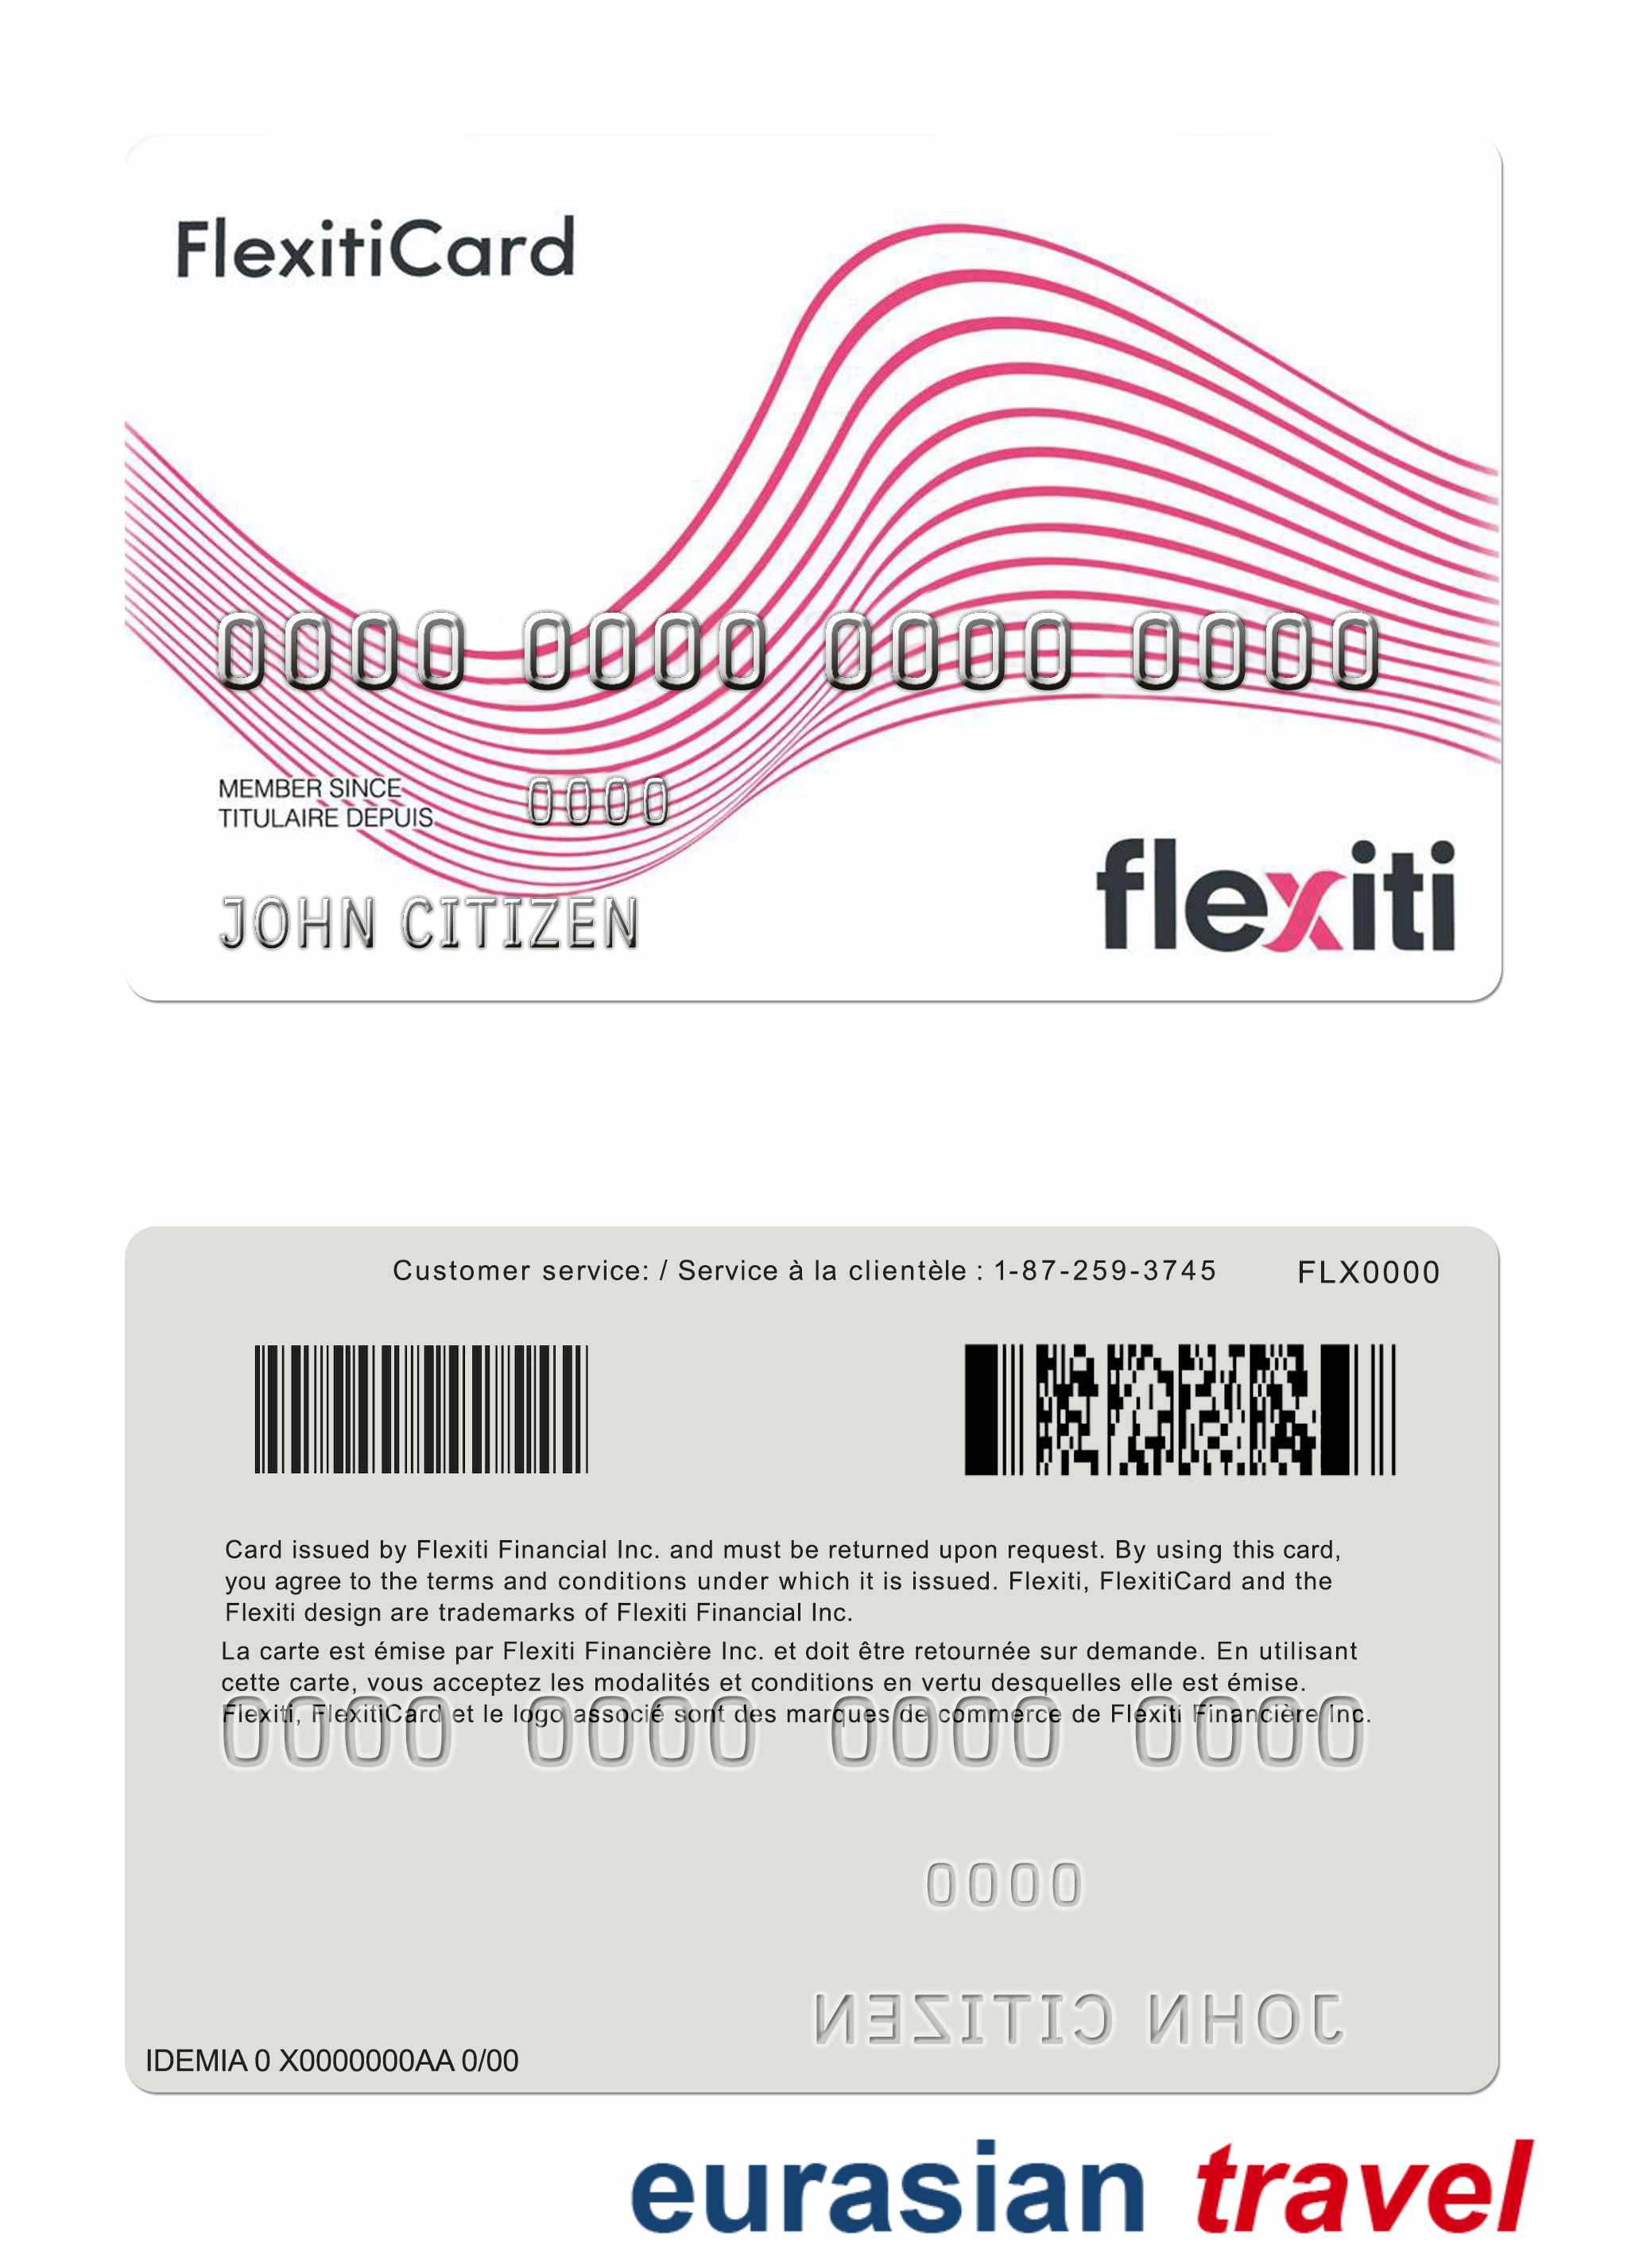 FlexitiCard
0000 0000 0000 0000
MEMBER SINCE
TITULAIRE DEPUIS
0000
JOHN CITIZEN
flexiti
Customer service: / Service à la clientèle : 1-87-259-3745
FLX0000
Card issued by Flexiti Financial Inc. and must be returned upon request. By using this card,
you agree to the terms and conditions under which it is issued. Flexiti, FlexitiCard and the
Flexiti design are trademarks of Flexiti Financial Inc.
La carte est émise par Flexiti Financière Inc. et doit être retournée sur demande. En utilisant
cette carte, vous acceptez les modalités et conditions en vertu desquelles elle est émise.
Flexiti, FlexitiCard et le logo associé sont des marques de commerce de Flexiti Financière Inc.
0000 0000 0000 0000
0000
JOHN CITIZEN
IDEMIA 0 X0000000AA 0/00
eurasian travel